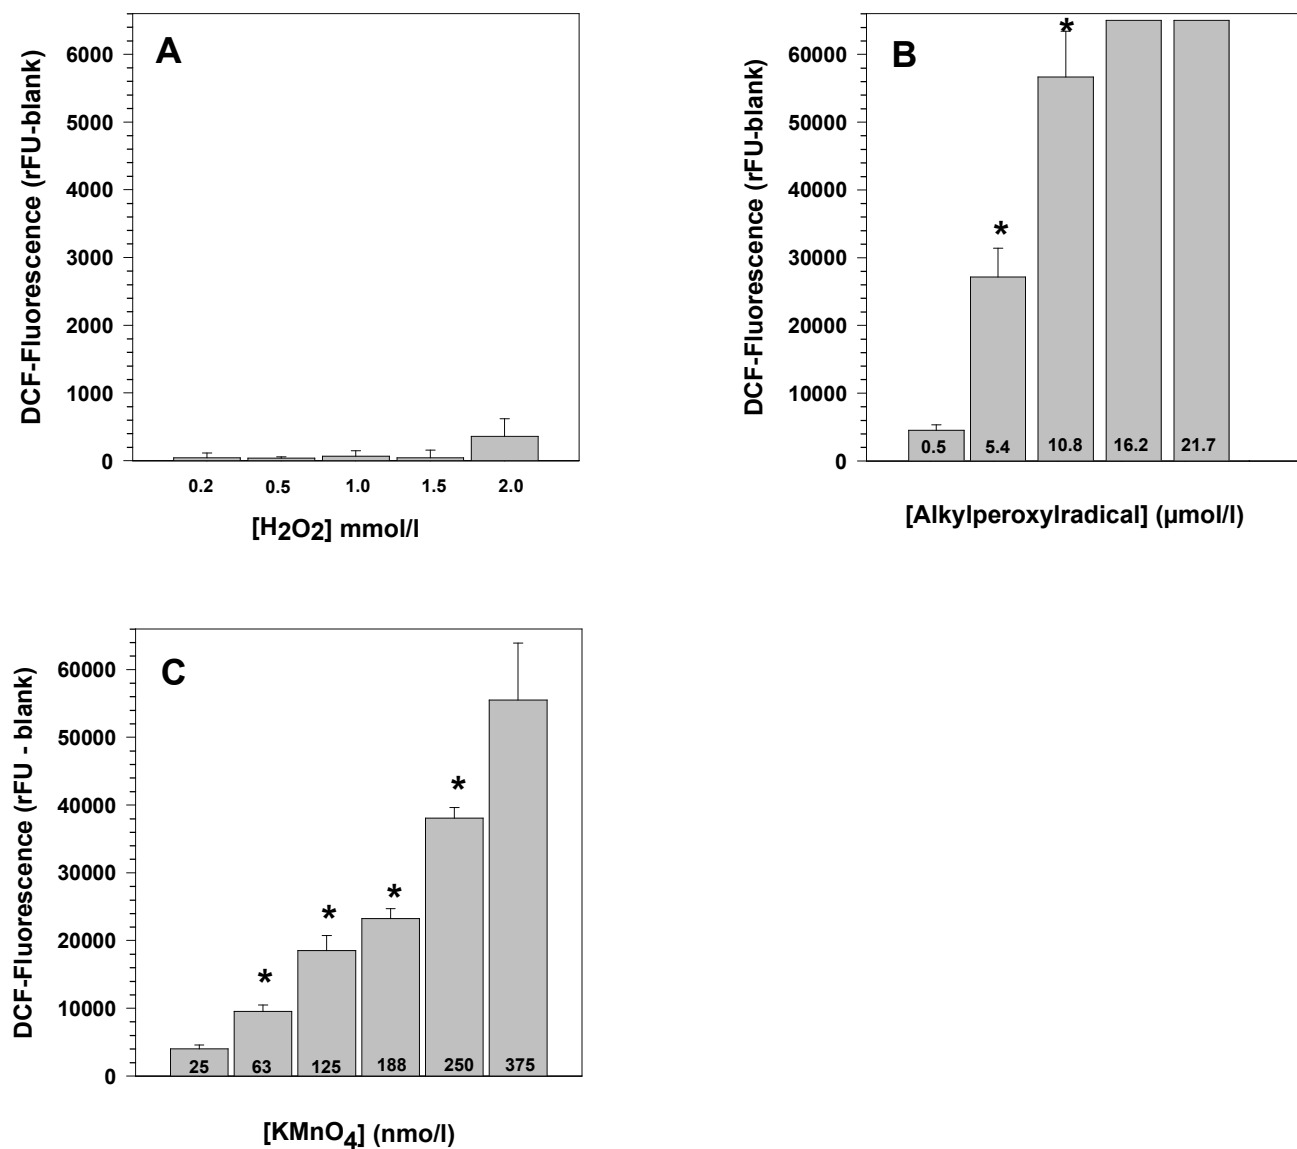 A
DCF-Fluorescence (rFU-blank)
6000
5000
4000
3000
2000
1000
0
0.2 0.5 1.0 1.5 2.0
[H2O2] mmol/l
B
DCF-Fluorescence (rFU-blank)
60000
50000
40000
30000
20000
10000
0
*
*
0.5 5.4 10.8 16.2 21.7
[Alkylperoxylradical] (µmol/l)
C
DCF-Fluorescence (rFU - blank)
60000
50000
40000
30000
20000
10000
0
*
*
*
*
25 63 125 188 250 375
[KMnO4] (nmo/l)